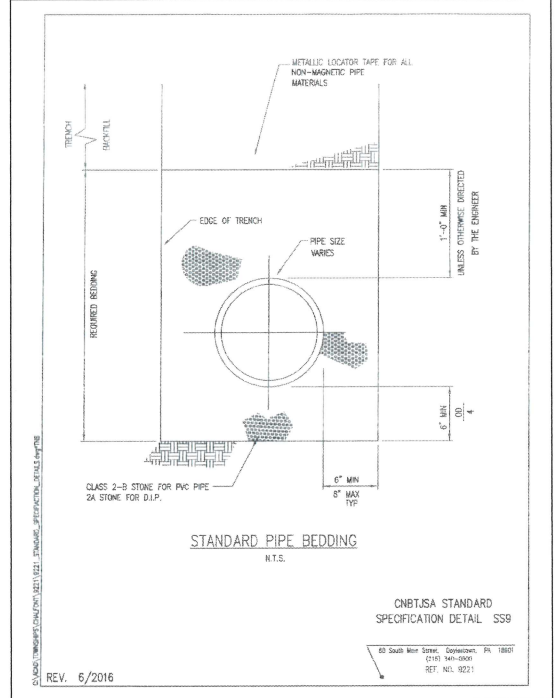 METALLIC LOCATOR TAPE FOR ALL
NON-MAGNETIC PIPE
MATERIALS
TRENCH
BACKFILL
EDGE OF TRENCH
PIPE SIZE
VARIES
REQUIRED BEDDING
1'-0" MIN
UNLESS OTHERWISE DIRECTED
BY THE ENGINEER
6" MIN
OD
4
CLASS 2-B STONE FOR PVC PIPE
2A STONE FOR D.I.P.
6" MIN
8" MAX
TYP
STANDARD PIPE BEDDING
N.T.S.
CNBTJSA STANDARD
SPECIFICATION DETAIL SS9
80 South Main Street, Doylestown, PA 18901
(215) 340-0900
REF. NO. 9221
REV. 6/2016